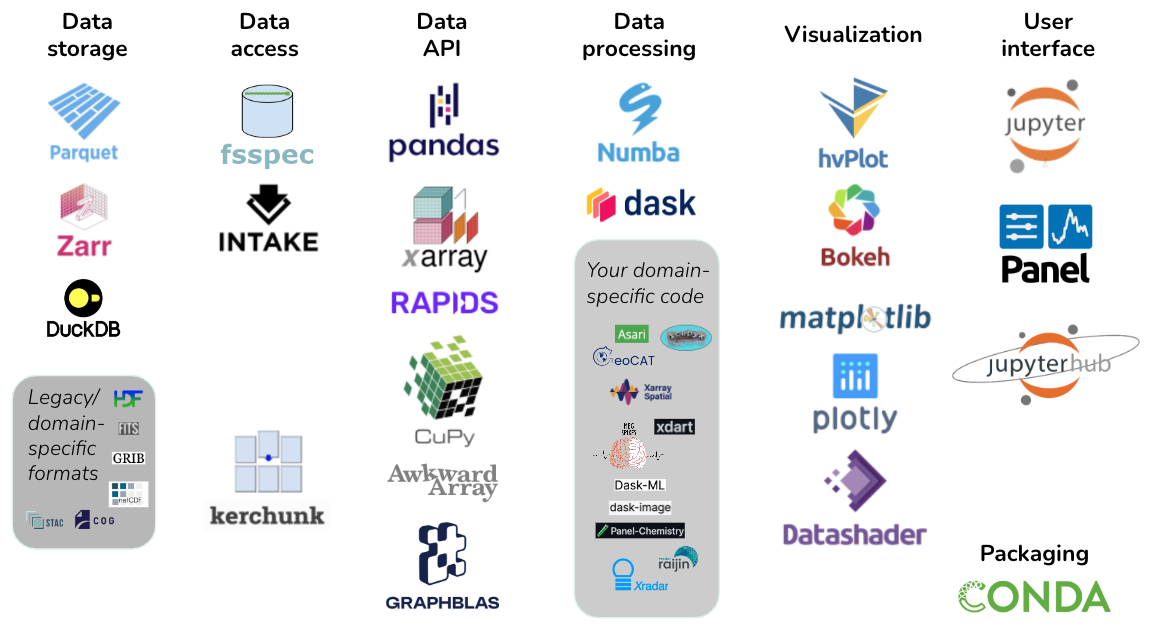 Data
storage
Parquet
Zarr
DuckDB
Legacy/
domain-
specific
formats
HDF
FITS
GRIB
netCDF
STAC
COG
Data
access
fsspec
INTAKE
kerchunk
Data
API
pandas
xarray
RAPIDS
CuPy
Awkward
Array
GRAPHBLAS
Data
processing
Numba
dask
Your domain-
specific code
Asari
GeoCAT
Xarray
Spatial
xdart
Dask-ML
dask-image
Panel-Chemistry
raijin
Xradar
Visualization
hvPlot
Bokeh
matplotlib
plotly
Datashader
User
interface
jupyter
Panel
jupyterhub
Packaging
CONDA